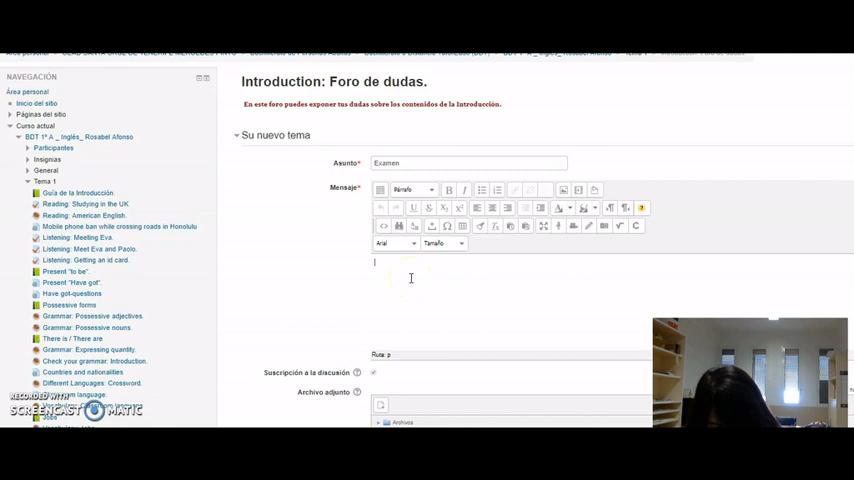 Introduction: Foro de dudas.
NAVEGACIÓN
Área personal
Inicio del sitio
Páginas del sitio
Curso actual
BDT 1º A _ Inglés_ Rosabel Afonso
Participantes
Insignias
General
Tema 1
Guía de la Introducción.
Reading: Studying in the UK
Reading: American English.
Mobile phone ban while crossing roads in Honolulu
Listening: Meeting Eva.
Listening: Meet Eva and Paolo.
Listening: Getting an id card.
Present "to be".
Present "Have got".
Have got-questions
Possessive forms
Grammar: Possessive adjectives.
Grammar: Possessive nouns.
There is / There are
Grammar: Expressing quantity.
Check your grammar: Introduction.
Countries and nationalities
Different Languages: Crossword.
RECORDED WITH
SCREENCAST MATIC
En este foro puedes exponer tus dudas sobre los contenidos de la Introducción.
Su nuevo tema
Asunto*
Examen
Mensaje*
Párrafo
Arial
Tamaño
Ruta: p
Suscripción a la discusión
Archivo adjunto
Archivos